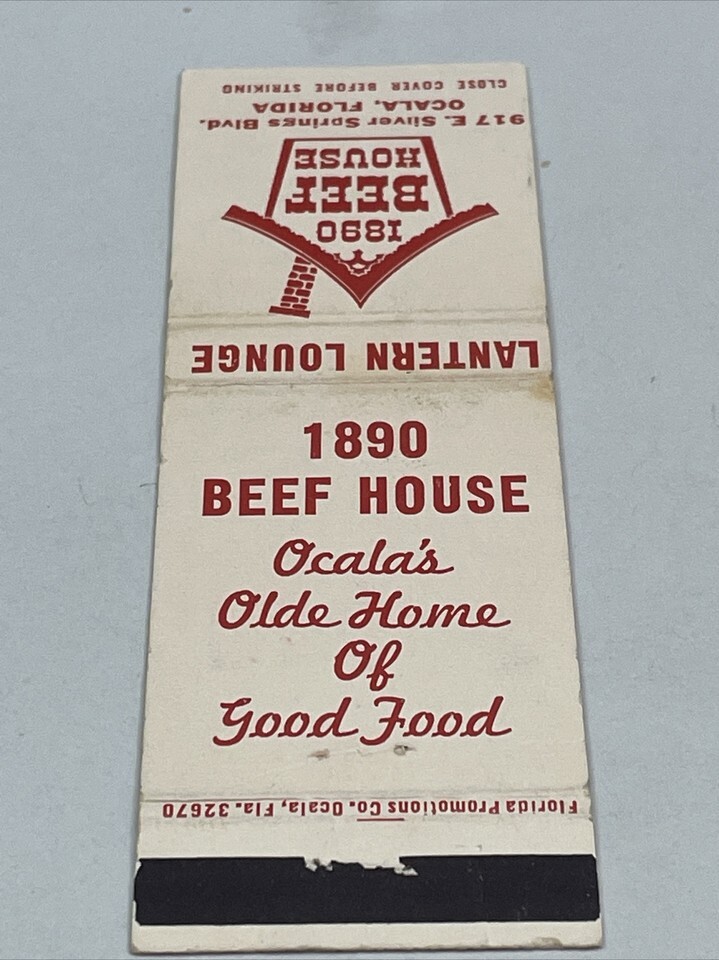 CLOSE COVER BEFORE STRIKING
917 E. Silver Springs Blvd.
OCALA, FLORIDA
1890
BEEF
HOUSE
LANTERN LOUNGE
1890
BEEF HOUSE
Ocala's
Olde Home
Of
Good Food
Florida Promotions Co. Ocala, Fla. 32670